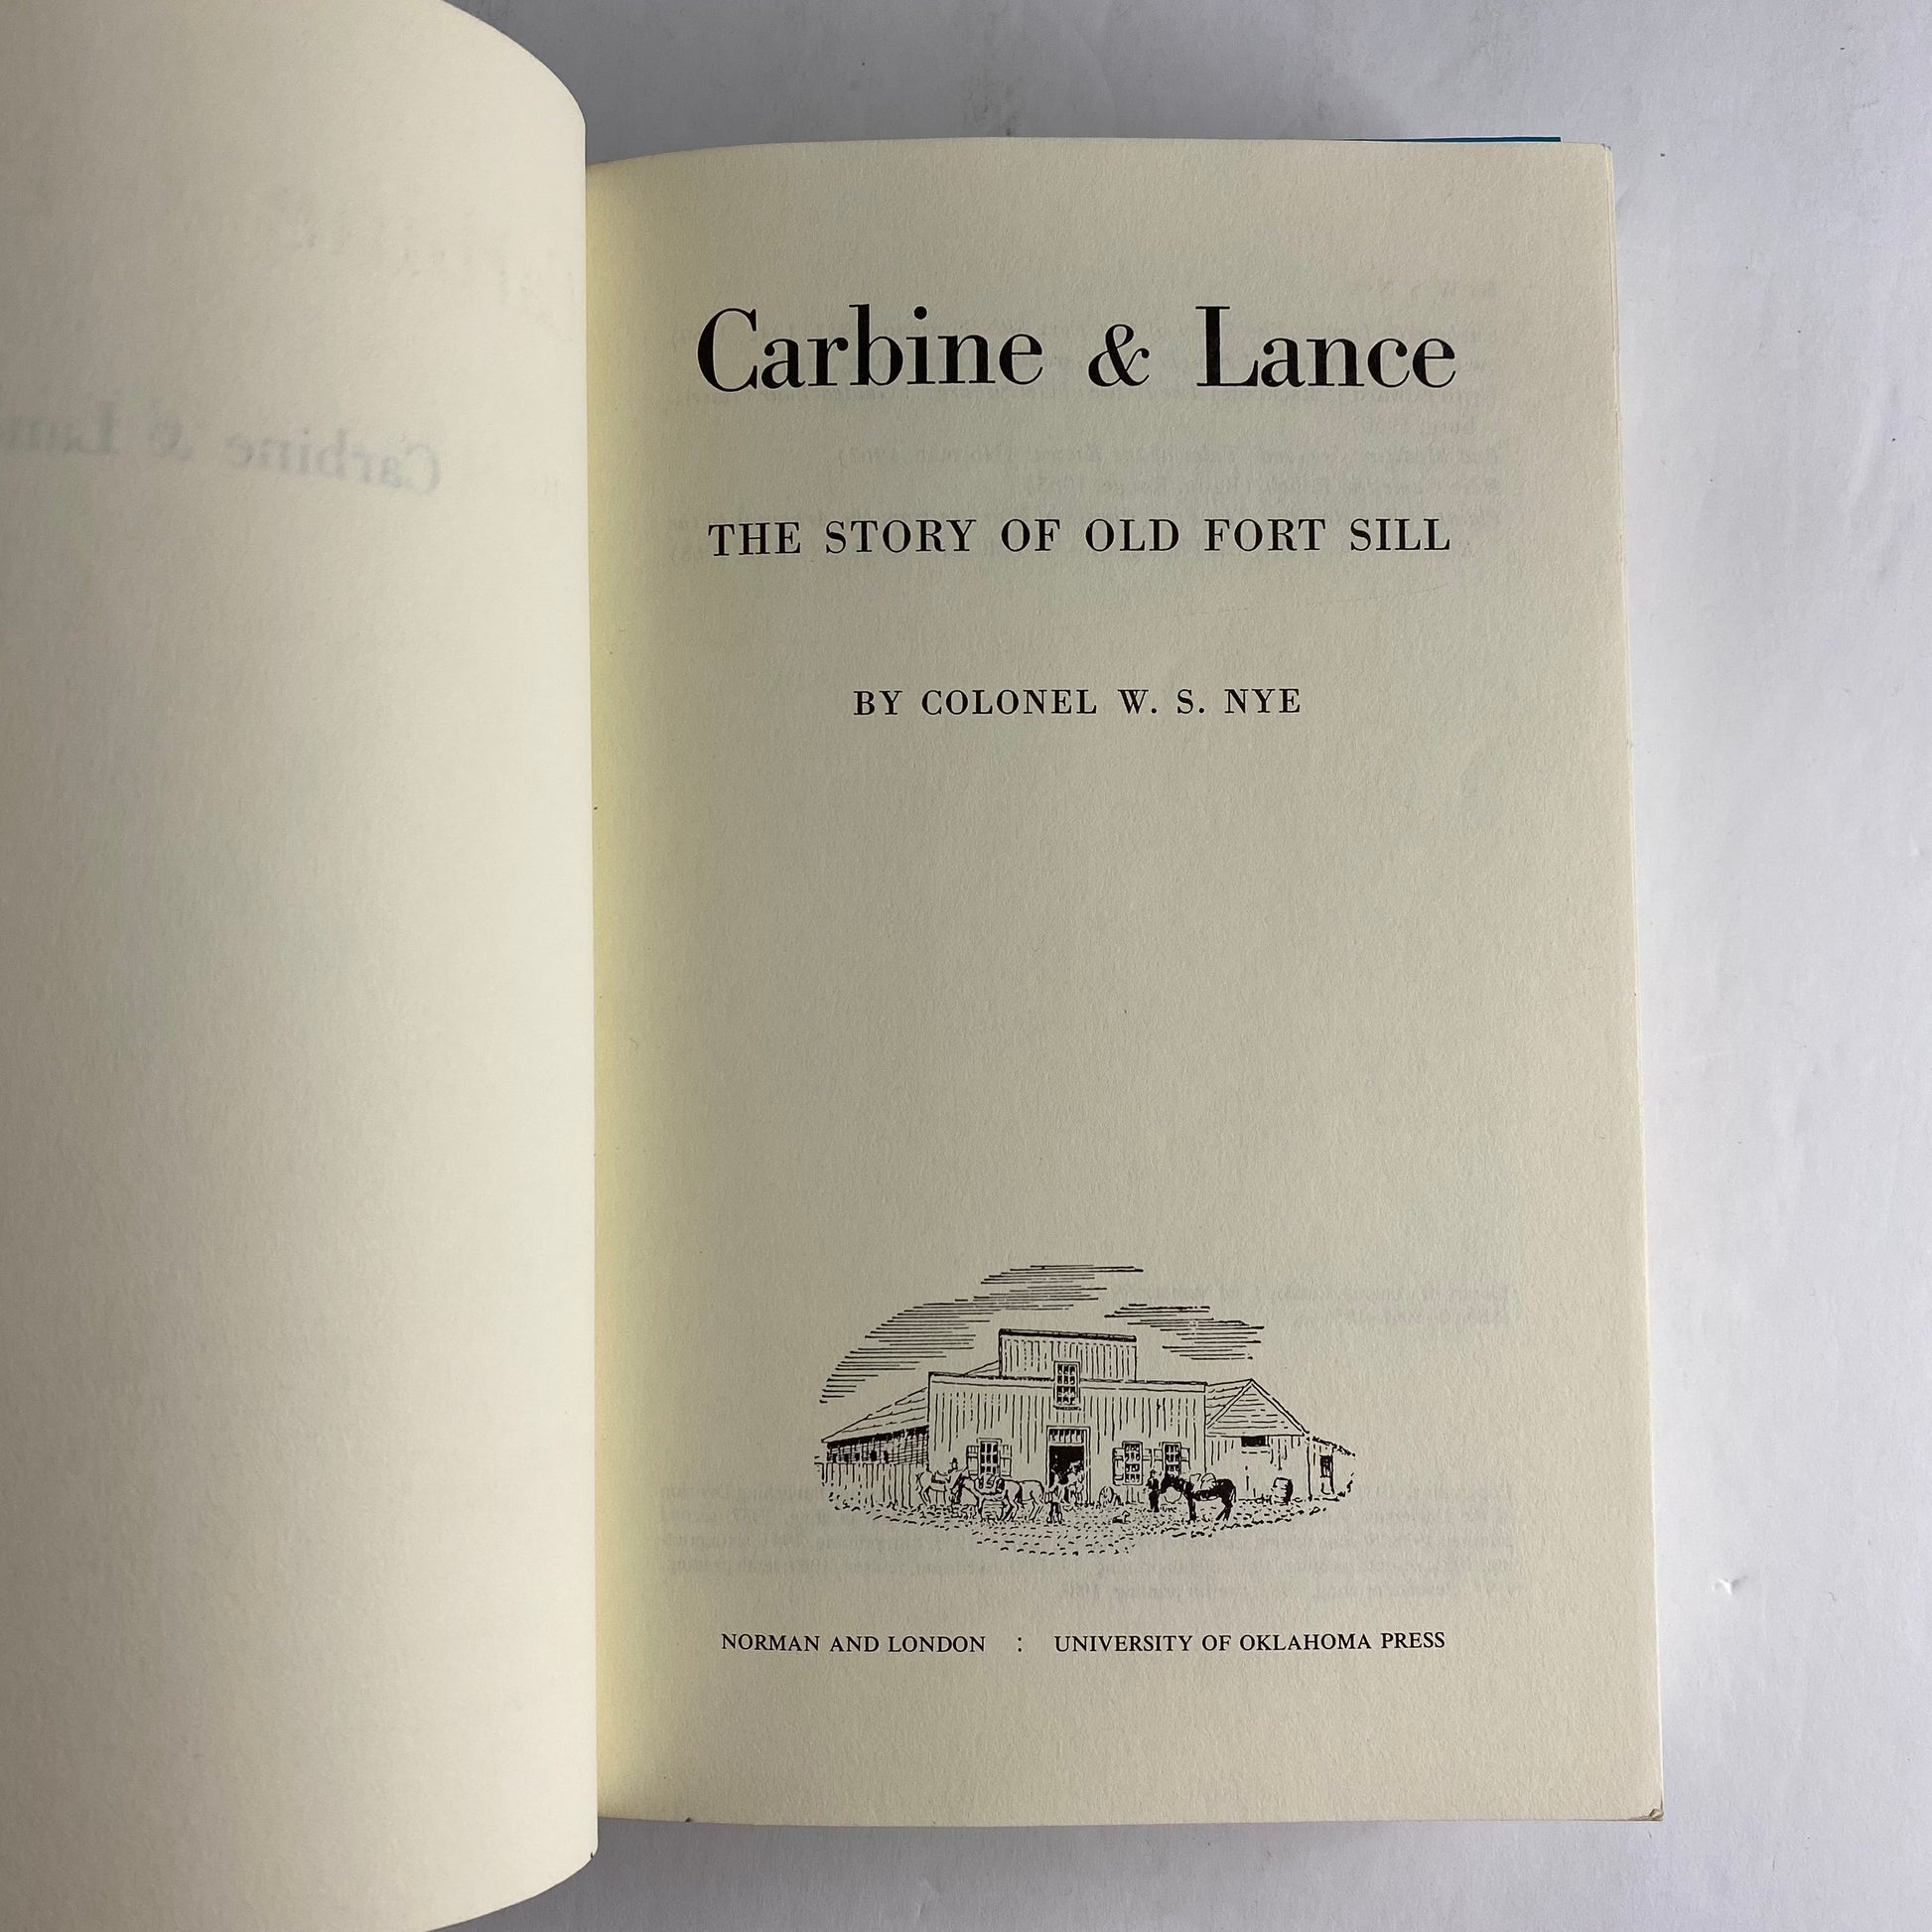 Carbine & Lance
THE STORY OF OLD FORT SILL
BY COLONEL W. S. NYE
NORMAN AND LONDON : UNIVERSITY OF OKLAHOMA PRESS